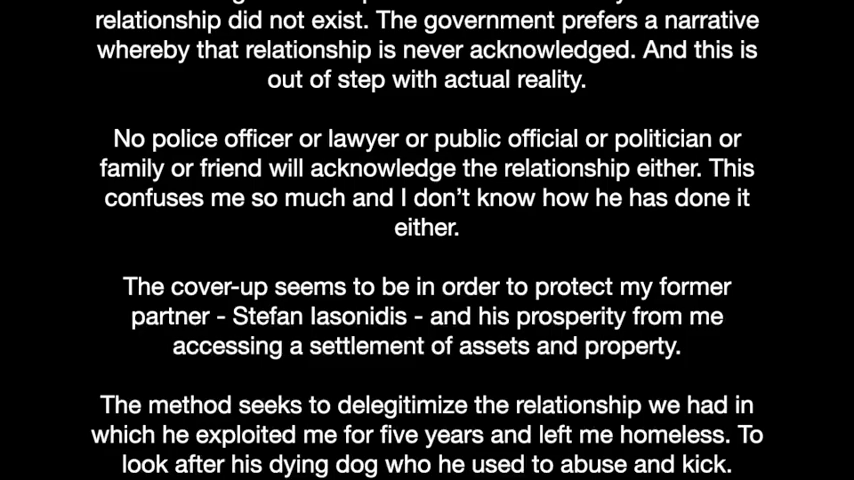 relationship did not exist. The government prefers a narrative
whereby that relationship is never acknowledged. And this is
out of step with actual reality.
No police officer or lawyer or public official or politician or
family or friend will acknowledge the relationship either. This
confuses me so much and I don’t know how he has done it
either.
The cover-up seems to be in order to protect my former
partner - Stefan Iasonidis - and his prosperity from me
accessing a settlement of assets and property.
The method seeks to delegitimize the relationship we had in
which he exploited me for five years and left me homeless. To
look after his dying dog who he used to abuse and kick.